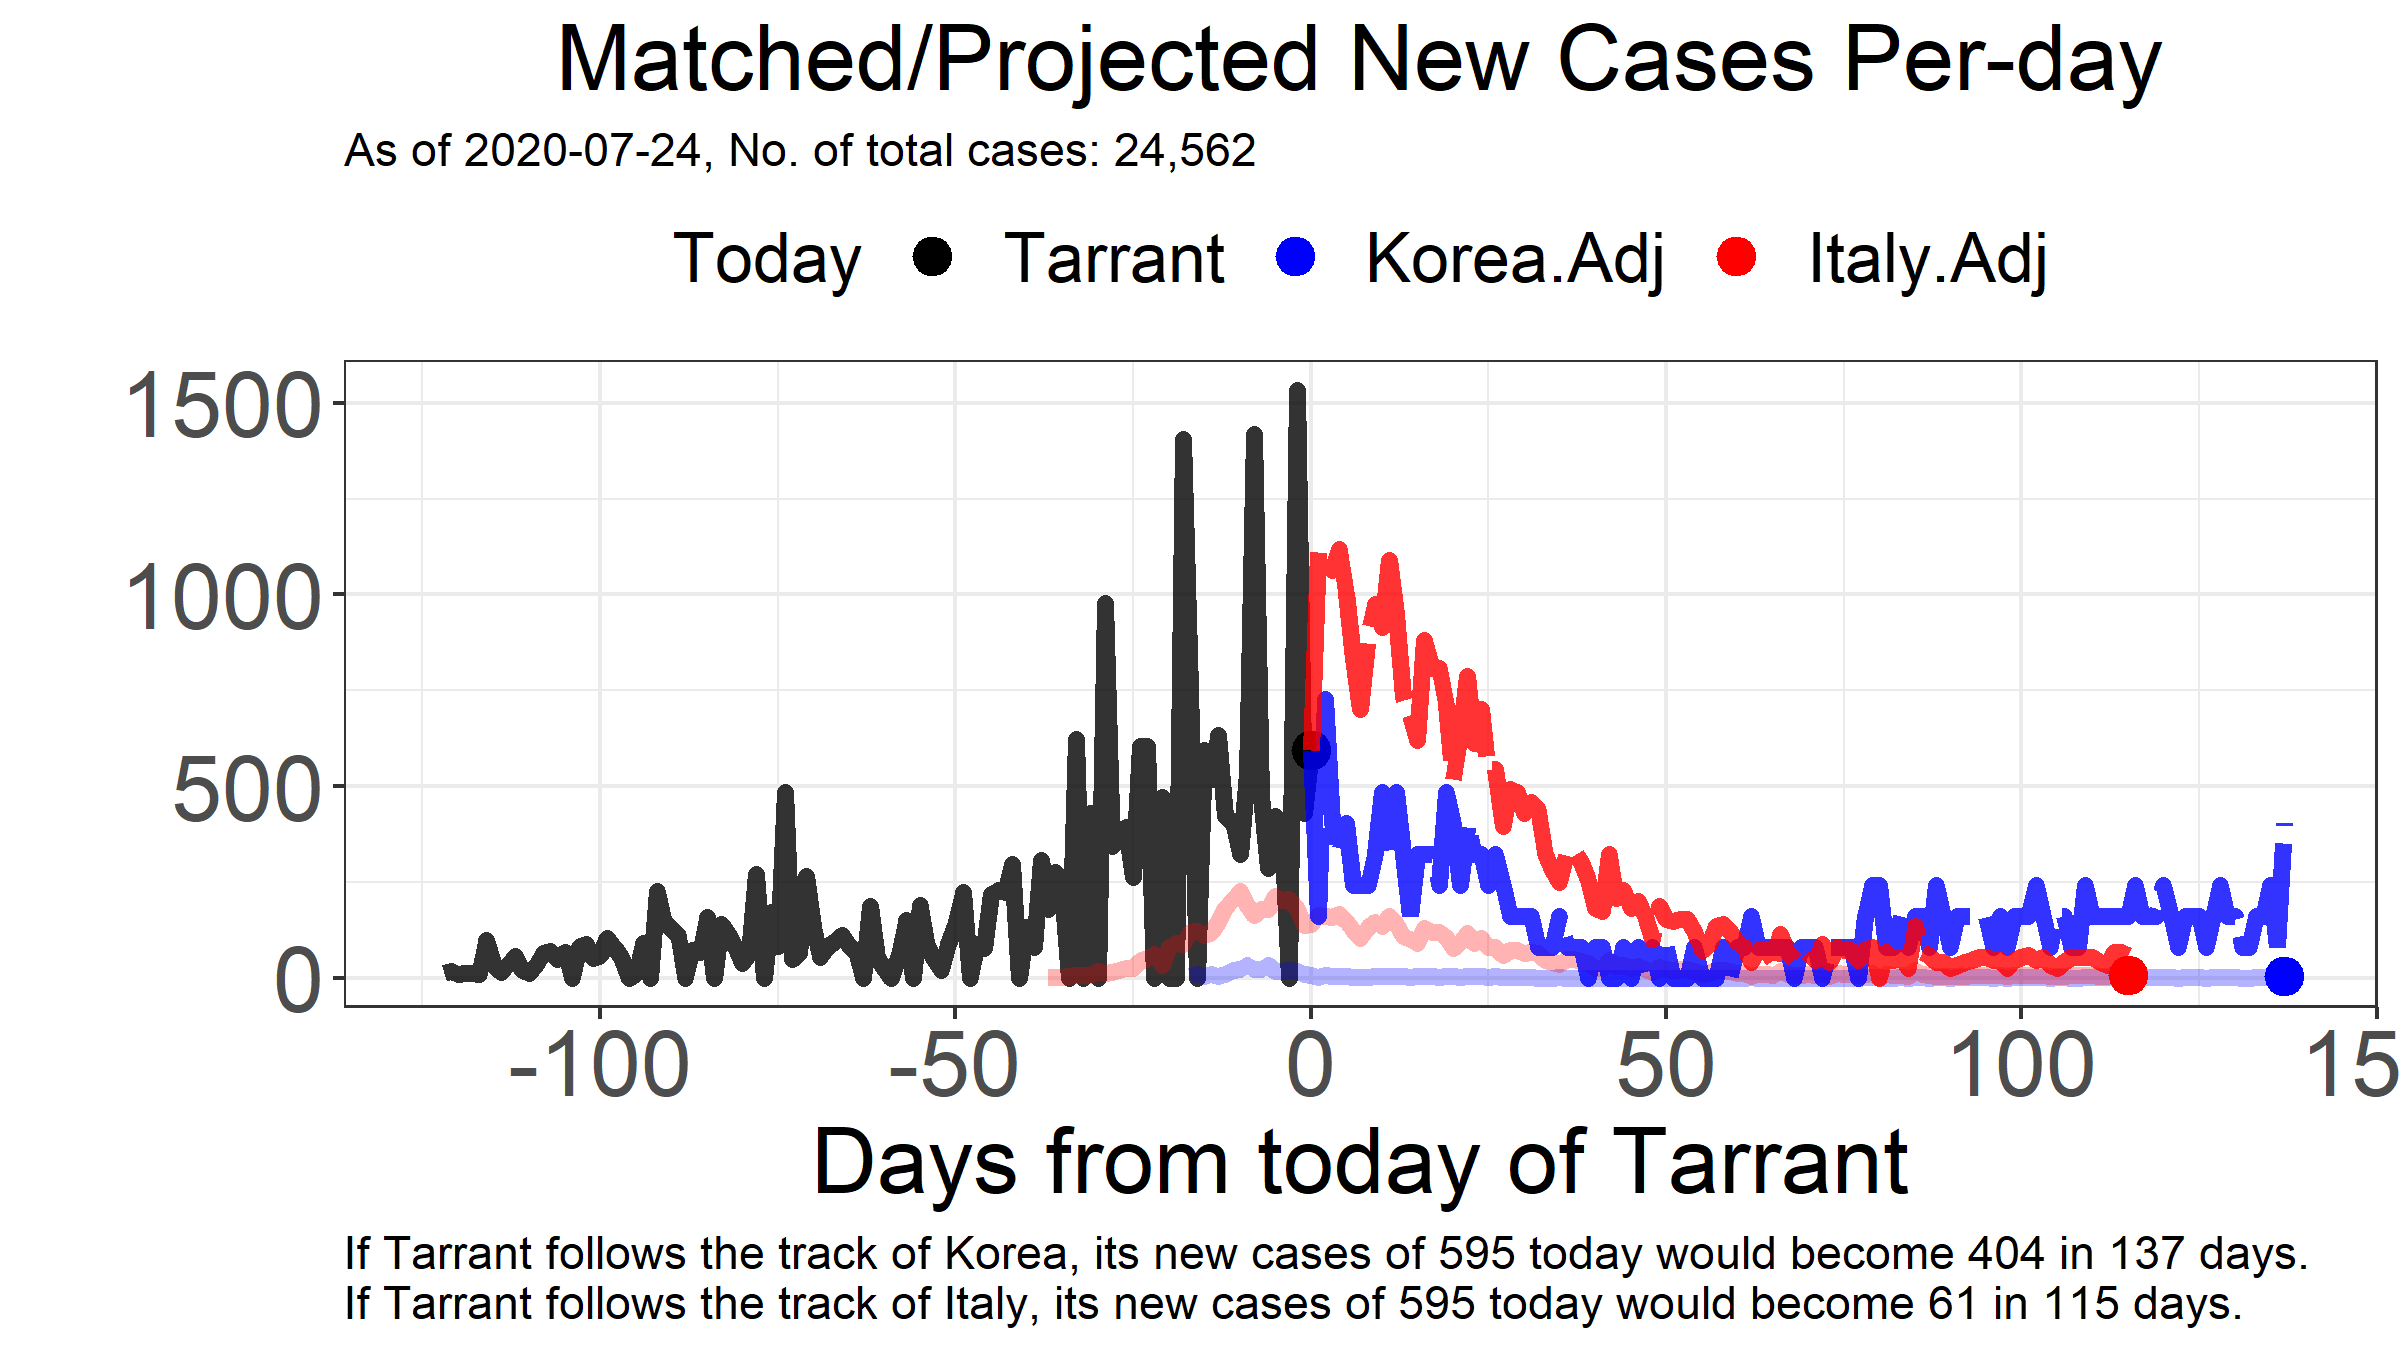 Matched/Projected New Cases Per-day
As of 2020-07-24, No. of total cases: 24,562
Today Tarrant Korea.Adj Italy.Adj
1500
1000
500
0
-100 -50 0 50 100 15
Days from today of Tarrant
If Tarrant follows the track of Korea, its new cases of 595 today would become 404 in 137 days.
If Tarrant follows the track of Italy, its new cases of 595 today would become 61 in 115 days.